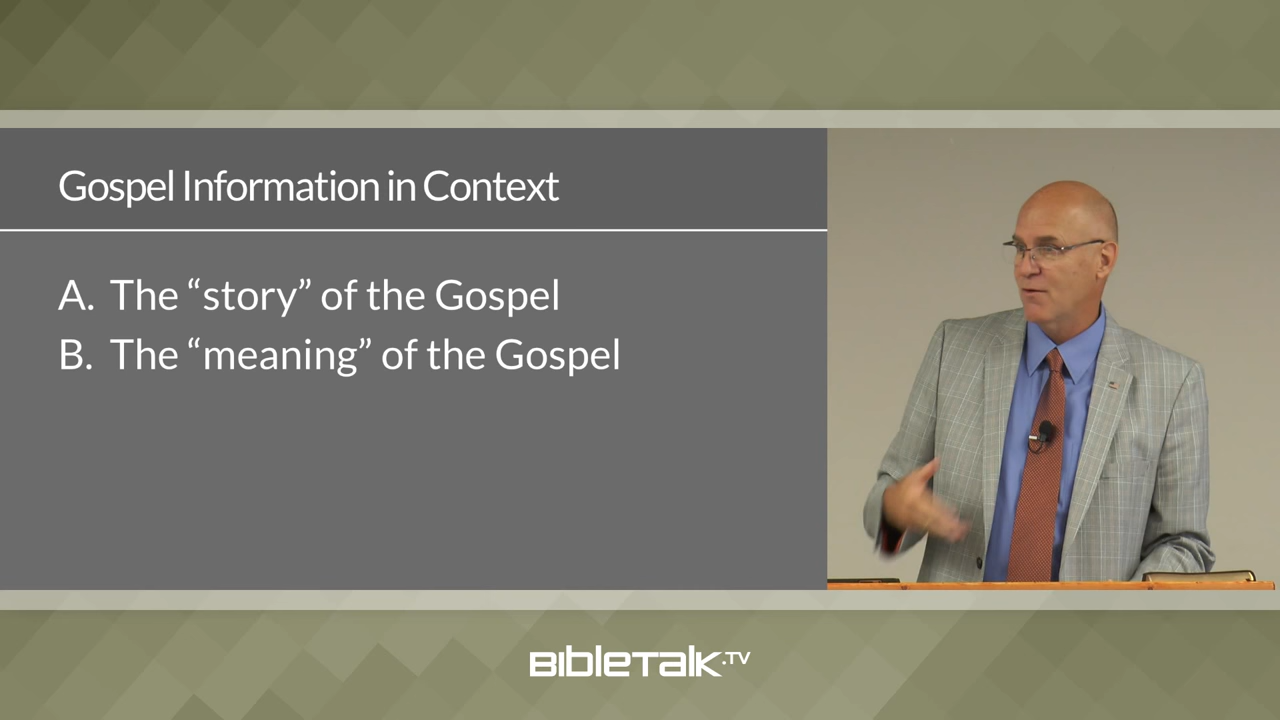 Gospel Information in Context
A. The “story” of the Gospel
B. The “meaning” of the Gospel
BIBLETALK.TV